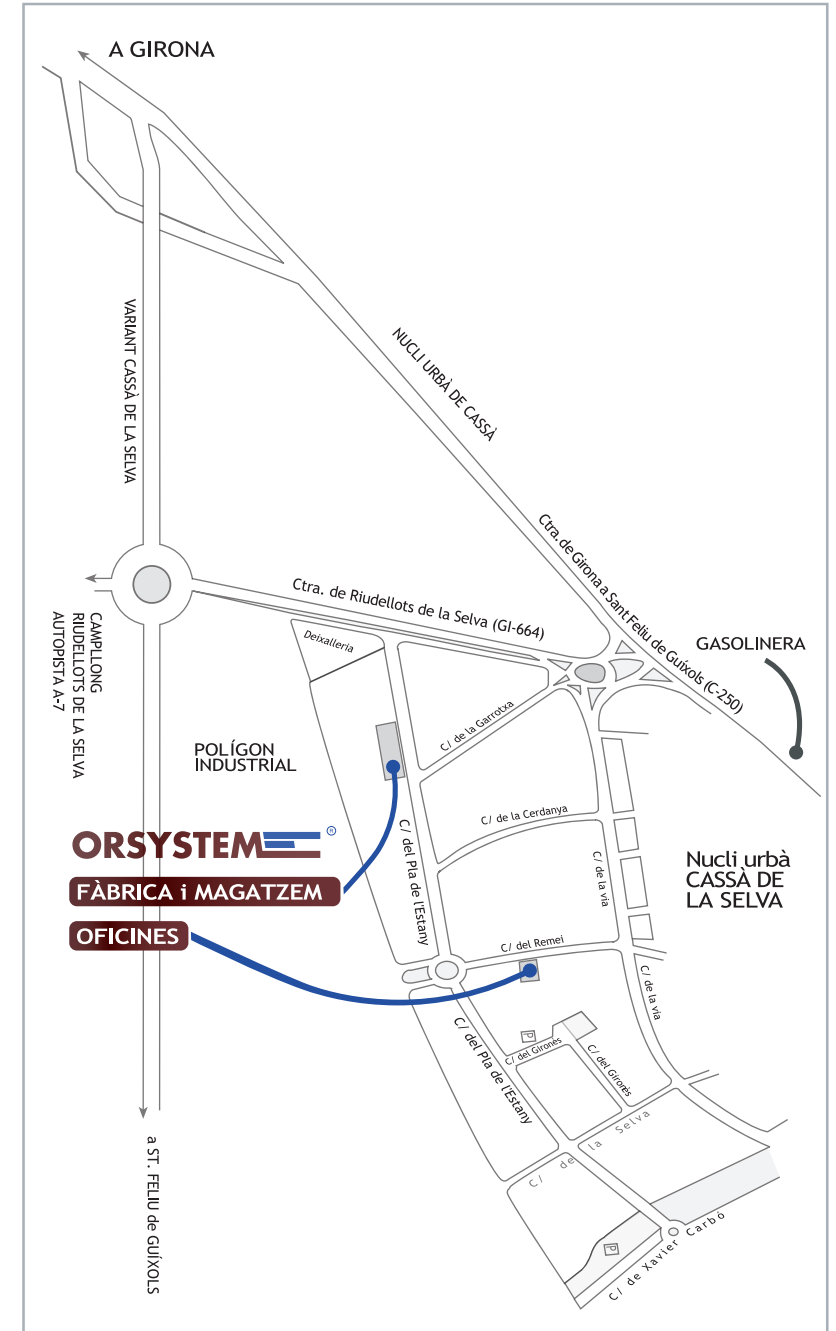 A GIRONA
VARIANT CASSÀ DE LA SELVA
NUCLI URBÀ DE CASSÀ
Ctra. de Girona a Sant Feliu de Guíxols (C-250)
Ctra. de Riudellots de la Selva (GI-664)
CAMPLLONG
RIUDELLOTS DE LA SELVA
AUTOPISTA A-7
Deixalleria
GASOLINERA
C/ de la Garrotxa
POLÍGON
INDUSTRIAL
C/ de la Cerdanya
ORSYSTEM ®
C/ del Pla de l'Estany
C/ de la via
Nucli urbà
CASSÀ DE
LA SELVA
FÀBRICA i MAGATZEM
OFICINES
C/ del Remei
C/ de la via
C/ del Pla de l'Estany
P
C/ del Gironès
C/ del Gironès
C/ de la Selva
a ST. FELIU de GUÍXOLS
P
C/ de Xavier Carbó